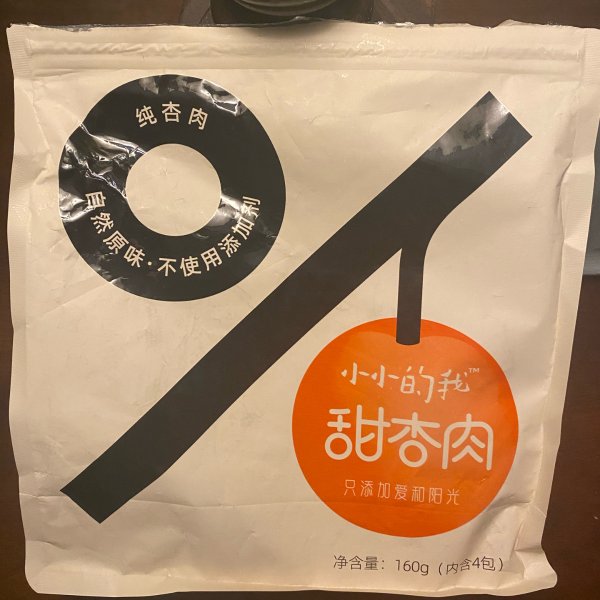 纯杏肉
自然原味·不使用添加剂
小小的我™
甜杏肉
只添加爱和阳光
净含量：160g（内含4包）